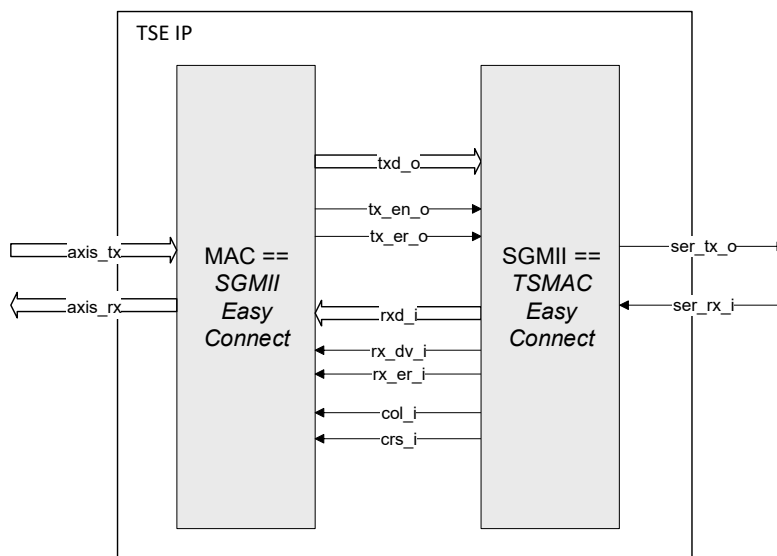 TSE IP
txd_o
tx_en_o
tx_er_o
axis_tx
MAC ==
SGMII
Easy
Connect
SGMII ==
TSMAC
Easy
Connect
ser_tx_o
axis_rx
rxd_i
ser_rx_i
rx_dv_i
rx_er_i
col_i
crs_i